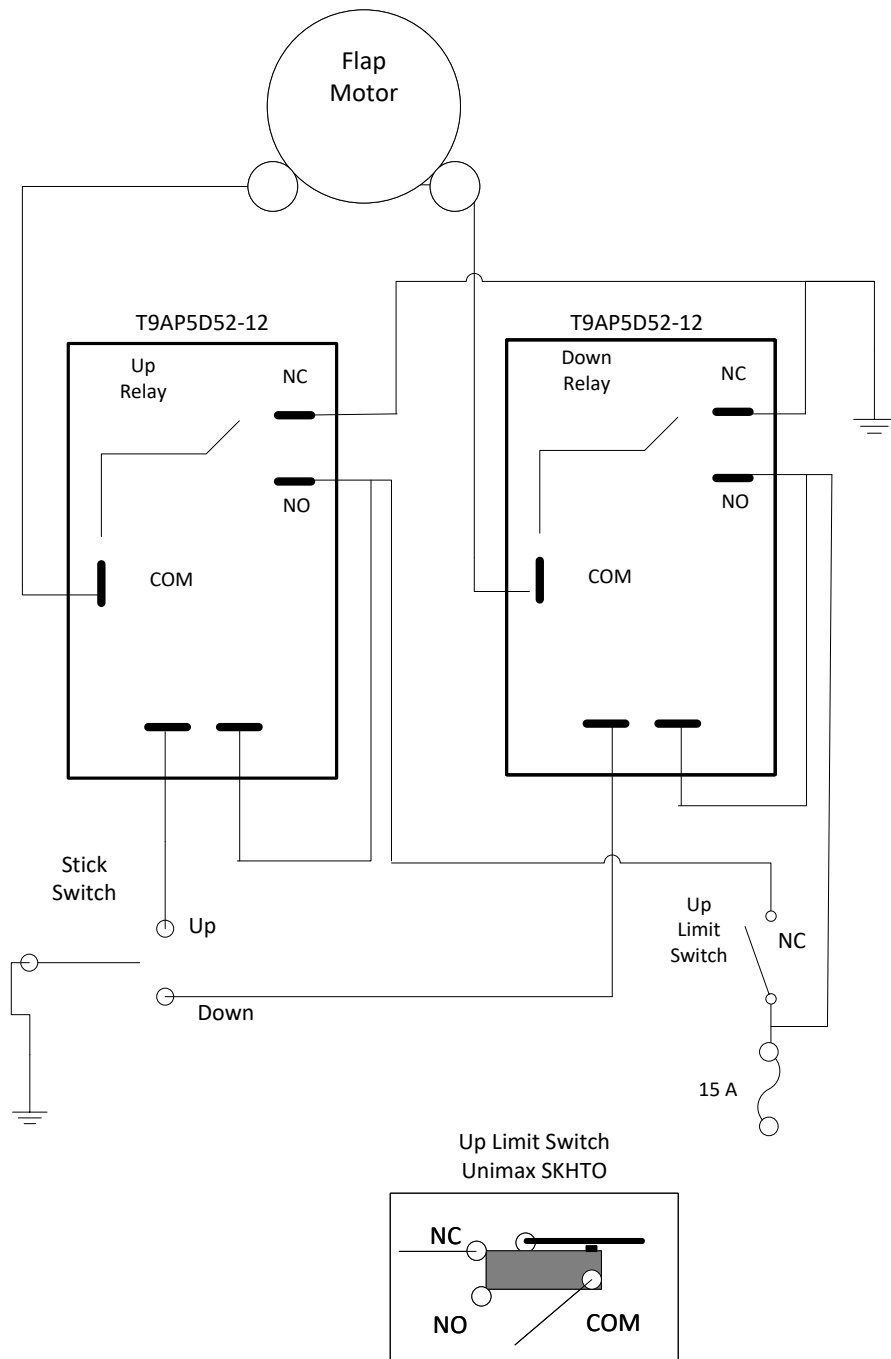 Flap
Motor
T9AP5D52-12
T9AP5D52-12
Up
Relay
NC
NO
COM
Down
Relay
NC
NO
COM
Stick
Switch
Up
Down
Up
Limit
Switch
NC
15 A
Up Limit Switch
Unimax SKHTO
NC
NO
COM